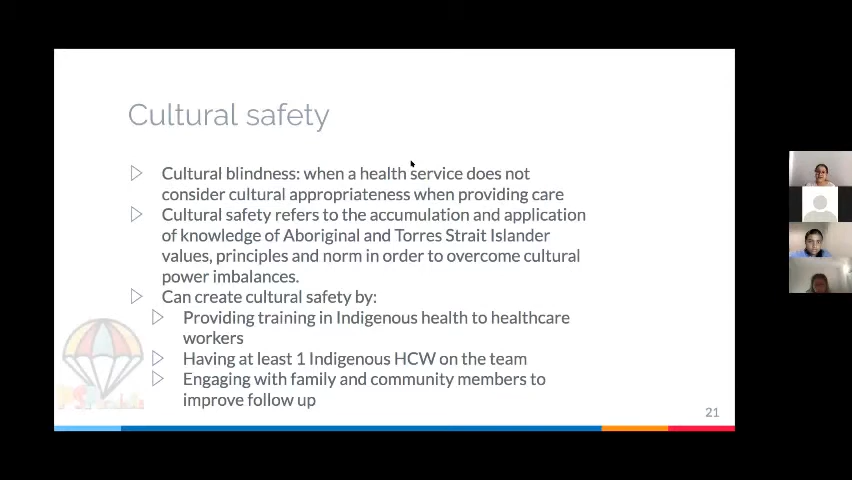 Cultural safety
Cultural blindness: when a health service does not
consider cultural appropriateness when providing care
Cultural safety refers to the accumulation and application
of knowledge of Aboriginal and Torres Strait Islander
values, principles and norm in order to overcome cultural
power imbalances.
Can create cultural safety by:
Providing training in Indigenous health to healthcare
workers
Having at least 1 Indigenous HCW on the team
Engaging with family and community members to
improve follow up
21